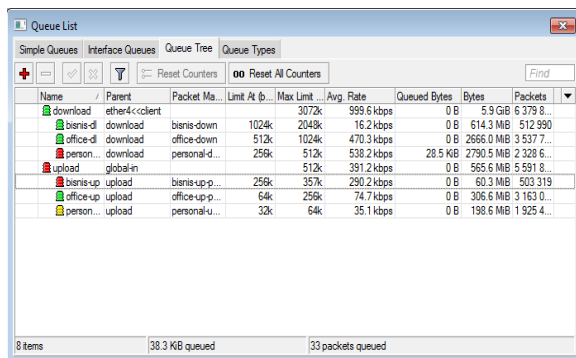 Queue List
Simple Queues Interface Queues Queue Tree Queue Types
Reset Counters 00 Reset All Counters Find
Name / Parent Packet Ma... Limit At (b... Max Limit ... Avg. Rate Queued Bytes Bytes Packets
download ether4<<client 3072k 999.6 kbps 0 B 5.9 GiB 6 379 8...
bisnis-dl download bisnis-down 1024k 2048k 16.2 kbps 0 B 614.3 MiB 512 990
office-dl download office-down 512k 1024k 470.3 kbps 0 B 2666.0 MiB 3 537 7...
person... download personal-d... 256k 512k 538.2 kbps 28.5 KiB 2790.5 MiB 2 328 6...
upload global-in 512k 391.2 kbps 0 B 565.6 MiB 5 591 8...
bisnis-up upload bisnis-up-p... 256k 357k 290.2 kbps 0 B 60.3 MiB 503 319
office-up upload office-up-p... 64k 256k 74.7 kbps 0 B 306.6 MiB 3 163 0...
person... upload personal-u... 32k 64k 35.1 kbps 0 B 198.6 MiB 1 925 4...
8 items 38.3 KiB queued 33 packets queued